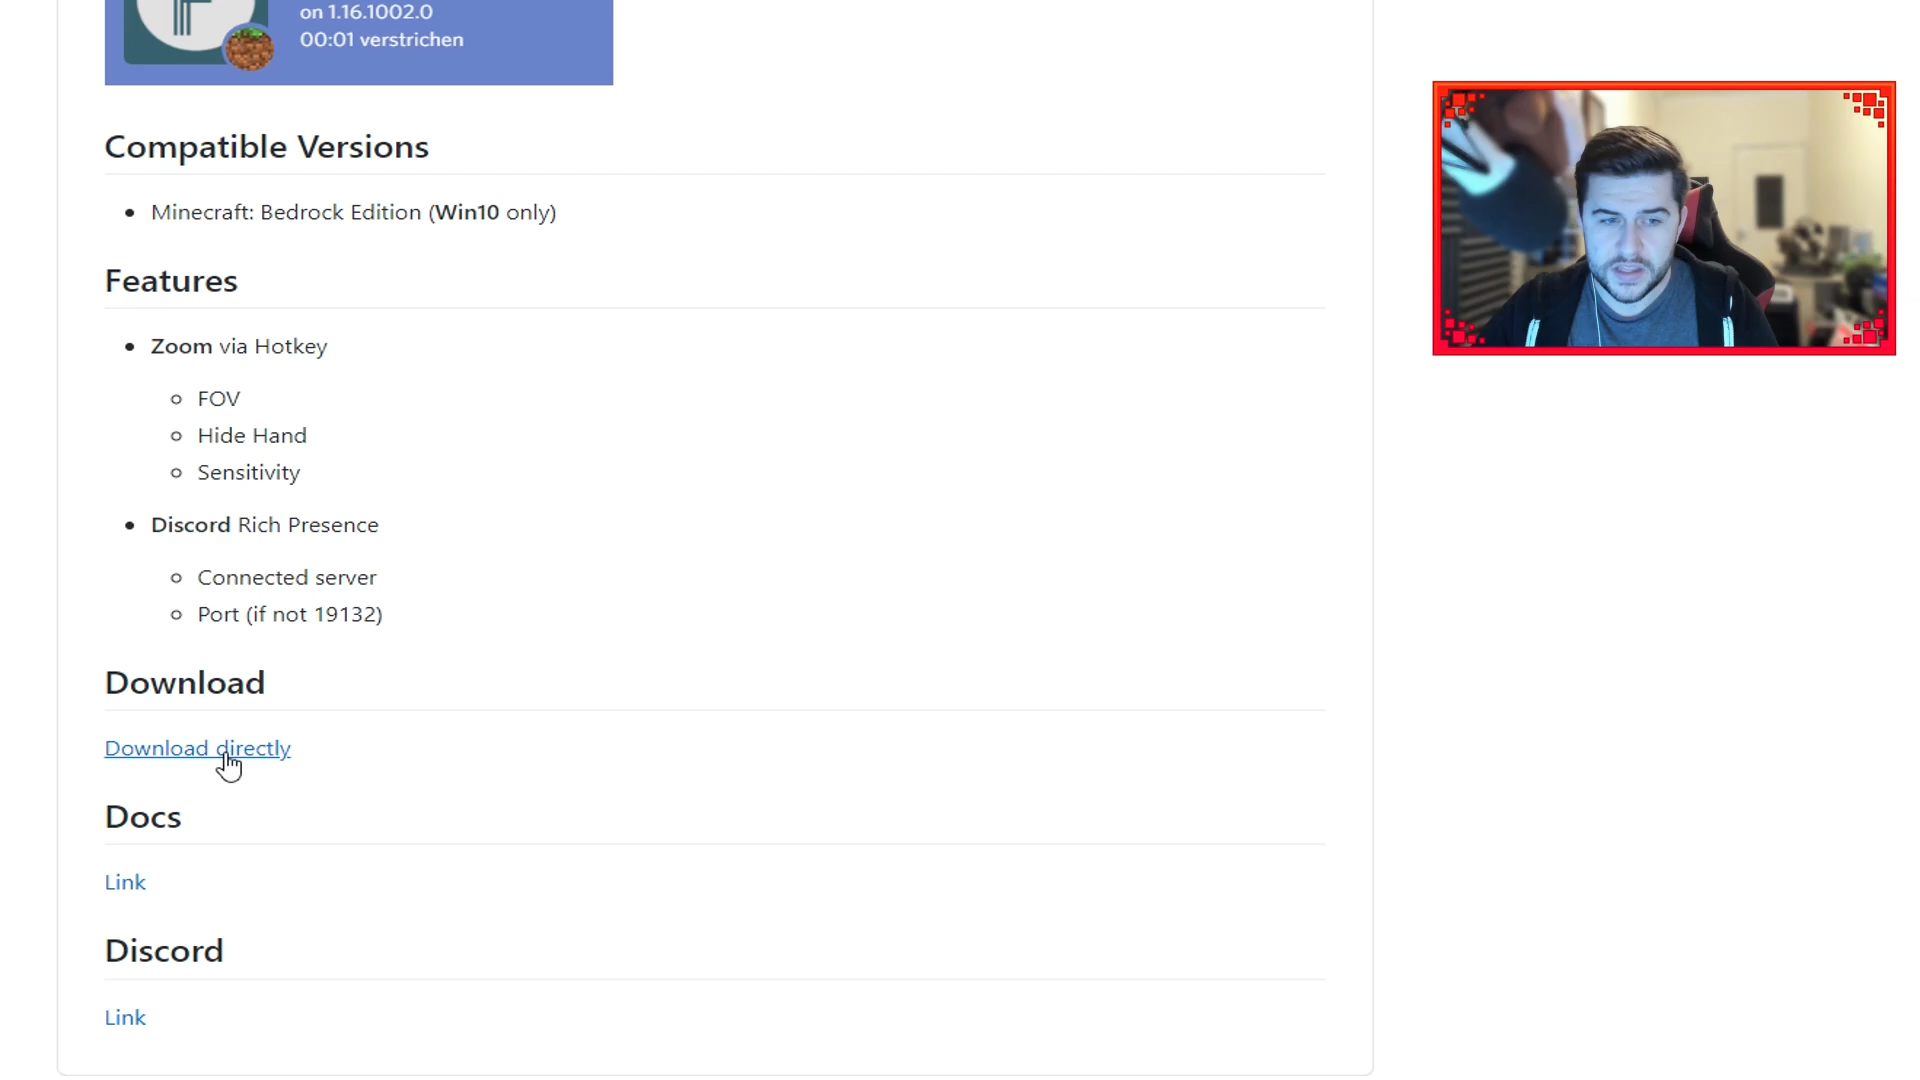 on 1.16.1002.0
00:01 verstrichen
Compatible Versions
Minecraft: Bedrock Edition (Win10 only)
Features
Zoom via Hotkey
FOV
Hide Hand
Sensitivity
Discord Rich Presence
Connected server
Port (if not 19132)
Download
Download directly
Docs
Link
Discord
Link